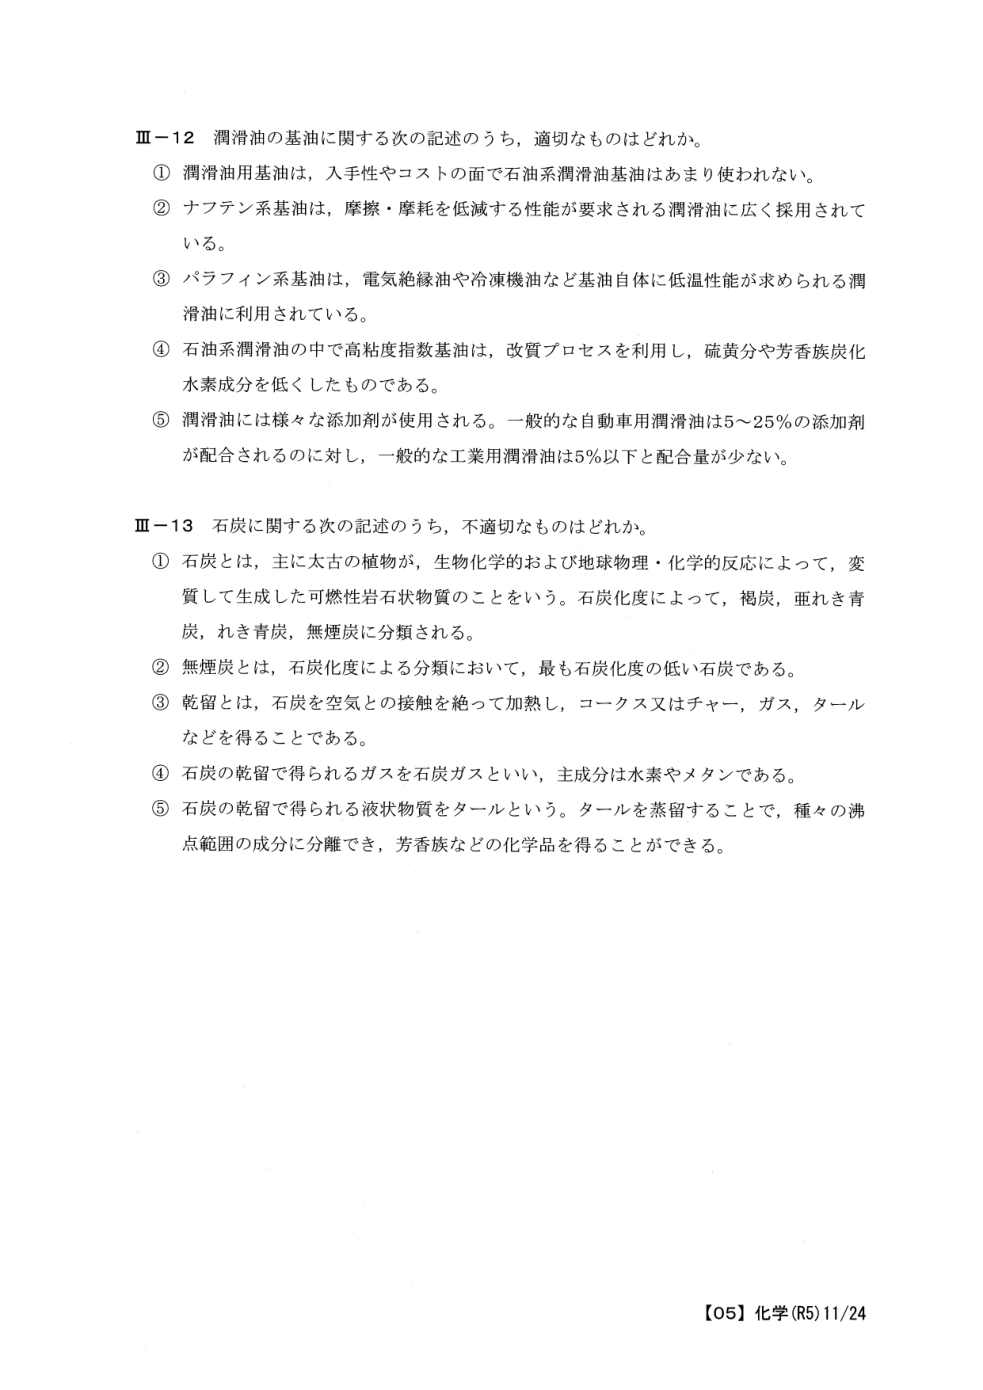 Ⅲ－12　潤滑油の基油に関する次の記述のうち，適切なものはどれか。
① 潤滑油用基油は，入手性やコストの面で石油系潤滑油基油はあまり使われない。
② ナフテン系基油は，摩擦・摩耗を低減する性能が要求される潤滑油に広く採用されて
いる。
③ パラフィン系基油は，電気絶縁油や冷凍機油など基油自体に低温性能が求められる潤
滑油に利用されている。
④ 石油系潤滑油の中で高粘度指数基油は，改質プロセスを利用し，硫黄分や芳香族炭化
水素成分を低くしたものである。
⑤ 潤滑油には様々な添加剤が使用される。一般的な自動車用潤滑油は5～25％の添加剤
が配合されるのに対し，一般的な工業用潤滑油は5％以下と配合量が少ない。
Ⅲ－13　石炭に関する次の記述のうち，不適切なものはどれか。
① 石炭とは，主に太古の植物が，生物化学的および地球物理・化学的反応によって，変
質して生成した可燃性岩石状物質のことをいう。石炭化度によって，褐炭，亜れき青
炭，れき青炭，無煙炭に分類される。
② 無煙炭とは，石炭化度による分類において，最も石炭化度の低い石炭である。
③ 乾留とは，石炭を空気との接触を絶って加熱し，コークス又はチャー，ガス，タール
などを得ることである。
④ 石炭の乾留で得られるガスを石炭ガスといい，主成分は水素やメタンである。
⑤ 石炭の乾留で得られる液状物質をタールという。タールを蒸留することで，種々の沸
点範囲の成分に分離でき，芳香族などの化学品を得ることができる。
【05】化学(R5)11/24